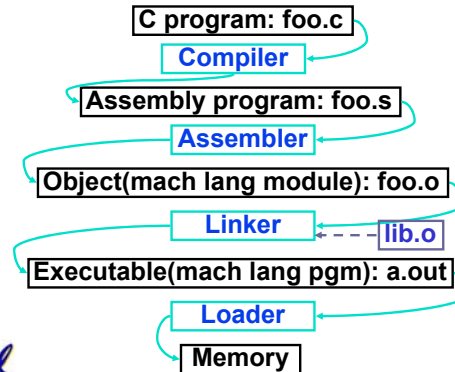 C program: foo.c
Compiler
Assembly program: foo.s
Assembler
Object(mach lang module): foo.o
Linker
lib.o
Executable(mach lang pgm): a.out
Loader
Memory